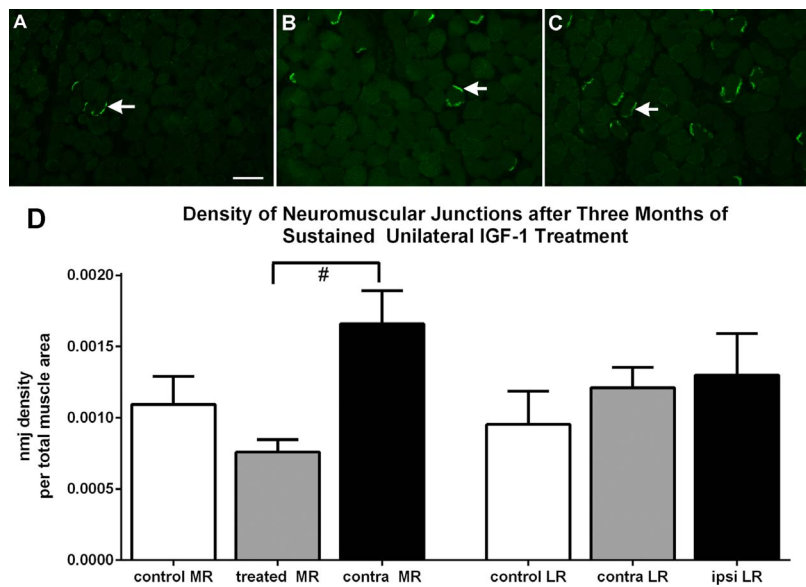 A
B
C
D
Density of Neuromuscular Junctions after Three Months of
Sustained Unilateral IGF-1 Treatment
nmj density
per total muscle area
0.0020
0.0015
0.0010
0.0005
0.0000
#
control MR
treated MR
contra MR
control LR
contra LR
ipsi LR